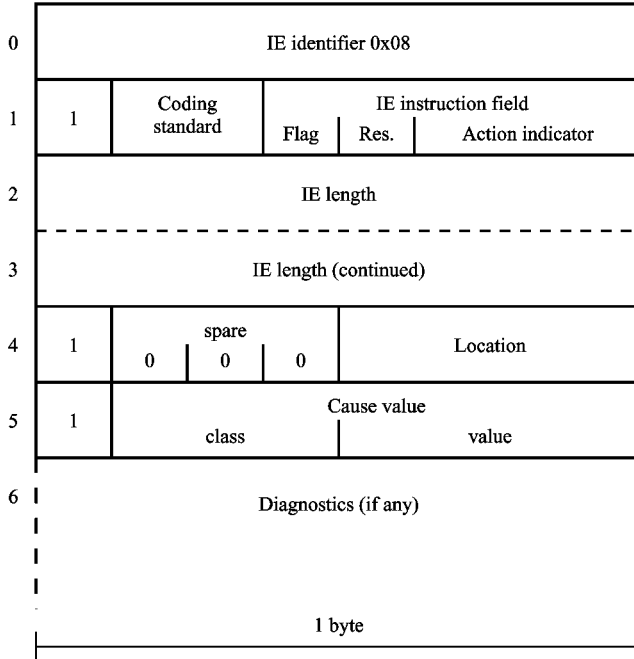 0 IE identifier 0x08
Coding IE instruction field
1 1 standard Flag Res. Action indicator
2 IE length
3 IE length (continued)
spare
4 1 0 0 0 Location
Cause value
5 1 class value
6 Diagnostics (if any)
1 byte